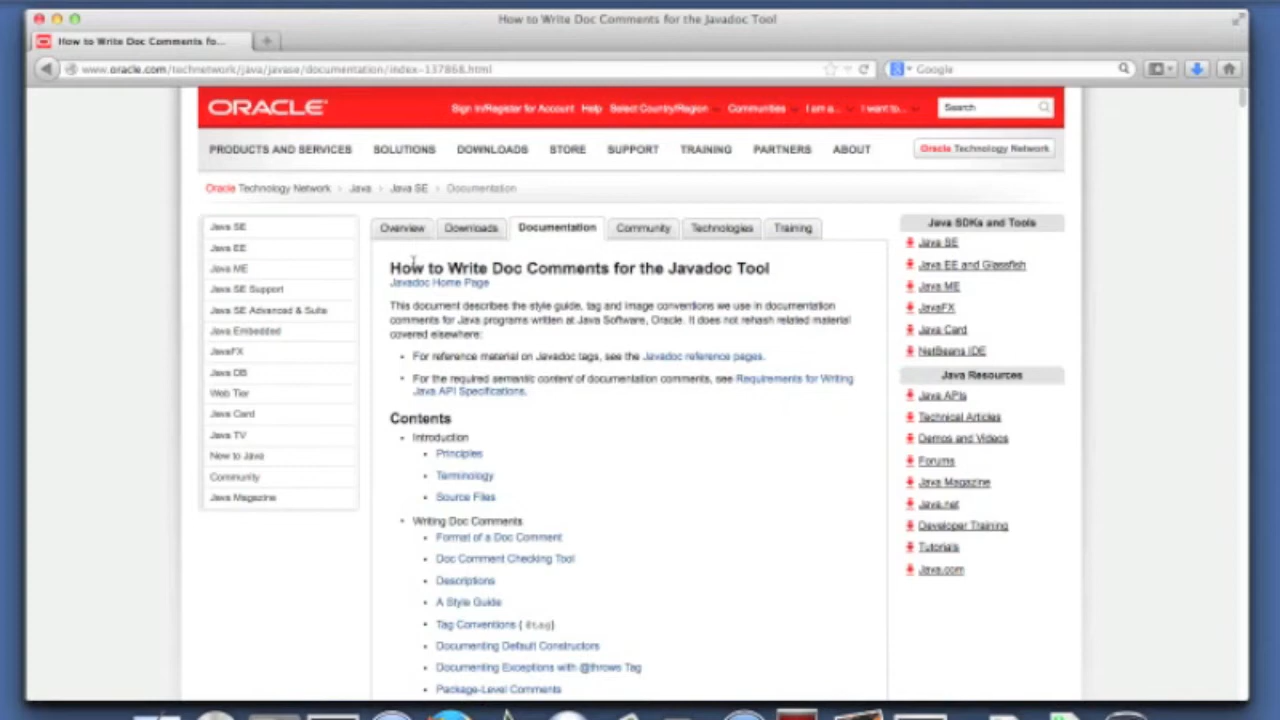 How to Write Doc Comments for the Javadoc Tool
How to Write Doc Comments fo...
www.oracle.com/technetwork/java/javase/documentation/index-137868.html
Google
ORACLE
Sign In/Register for Account Help Select Country/Region Communities I am a... I want to... Search
PRODUCTS AND SERVICES SOLUTIONS DOWNLOADS STORE SUPPORT TRAINING PARTNERS ABOUT Oracle Technology Network
Oracle Technology Network > Java > Java SE > Documentation
Java SE
Java EE
Java ME
Java SE Support
Java SE Advanced & Suite
Java Embedded
JavaFX
Java DB
Web Tier
Java Card
Java TV
New to Java
Community
Java Magazine
Overview Downloads Documentation Community Technologies Training
How to Write Doc Comments for the Javadoc Tool
Javadoc Home Page
This document describes the style guide, tag and image conventions we use in documentation
comments for Java programs written at Java Software, Oracle. It does not rehash related material
covered elsewhere:
• For reference material on Javadoc tags, see the Javadoc reference pages.
• For the required semantic content of documentation comments, see Requirements for Writing
Java API Specifications.
Contents
• Introduction
• Principles
• Terminology
• Source Files
• Writing Doc Comments
• Format of a Doc Comment
• Doc Comment Checking Tool
• Descriptions
• A Style Guide
• Tag Conventions ( @tag)
• Documenting Default Constructors
• Documenting Exceptions with @throws Tag
• Package-Level Comments
Java SDKs and Tools
Java SE
Java EE and Glassfish
Java ME
JavaFX
Java Card
NetBeans IDE
Java Resources
Java APIs
Technical Articles
Demos and Videos
Forums
Java Magazine
Java.net
Developer Training
Tutorials
Java.com